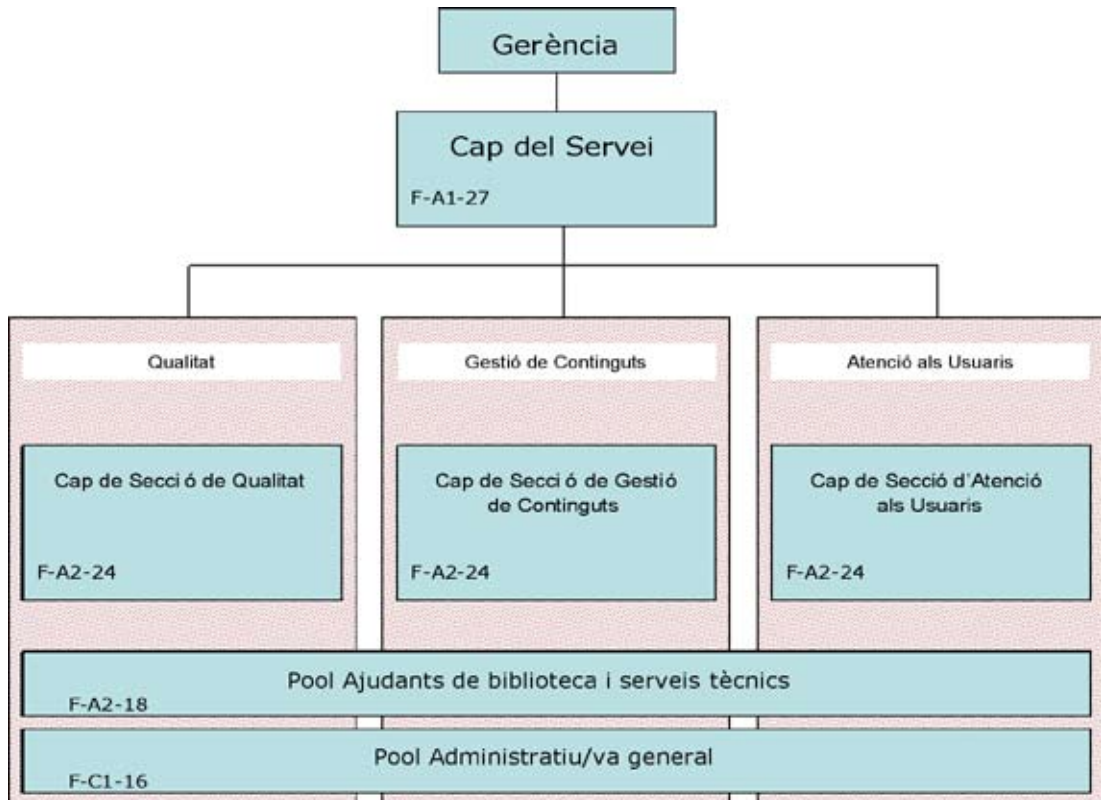 Gerència
Cap del Servei
F-A1-27
Qualitat
Gestió de Continguts
Atenció als Usuaris
Cap de Secci ó de Qualitat
F-A2-24
Cap de Secci ó de Gestió
de Continguts
F-A2-24
Cap de Secció d'Atenció
als Usuaris
F-A2-24
Pool Ajudants de biblioteca i serveis tècnics
F-A2-18
Pool Administratiu/va general
F-C1-16